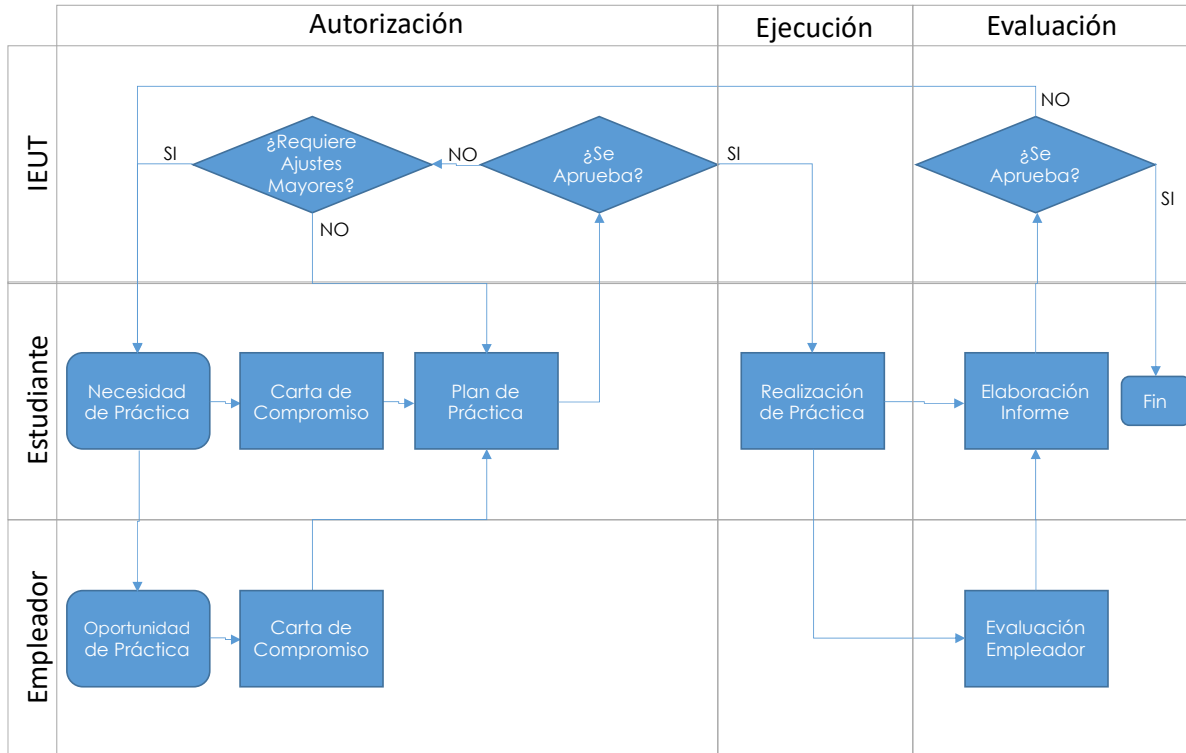 Autorización
Ejecución
Evaluación
IEUT
SI
¿Requiere
Ajustes
Mayores?
NO
NO
¿Se
Aprueba?
SI
NO
¿Se
Aprueba?
SI
Estudiante
Necesidad
de Práctica
Carta de
Compromiso
Plan de
Práctica
Realización
de Práctica
Elaboración
Informe
Fin
Empleador
Oportunidad
de Práctica
Carta de
Compromiso
Evaluación
Empleador